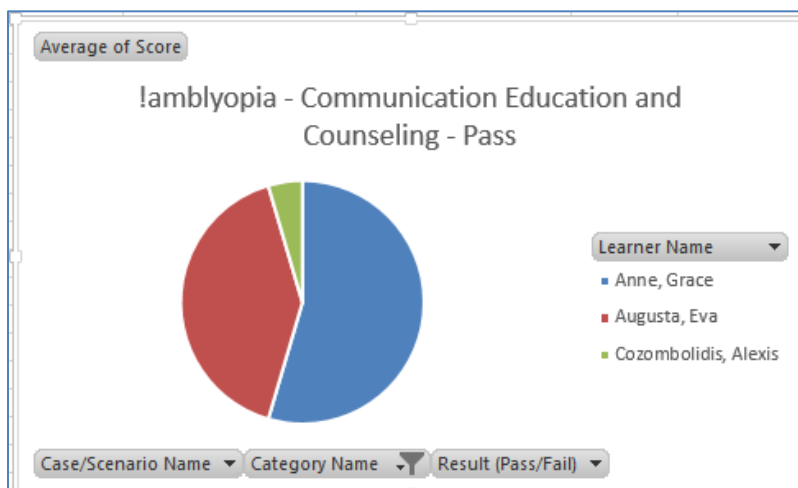 Average of Score
!amblyopia - Communication Education and
Counseling - Pass
Learner Name
Anne, Grace
Augusta, Eva
Cozombolidis, Alexis
Case/Scenario Name
Category Name
Result (Pass/Fail)